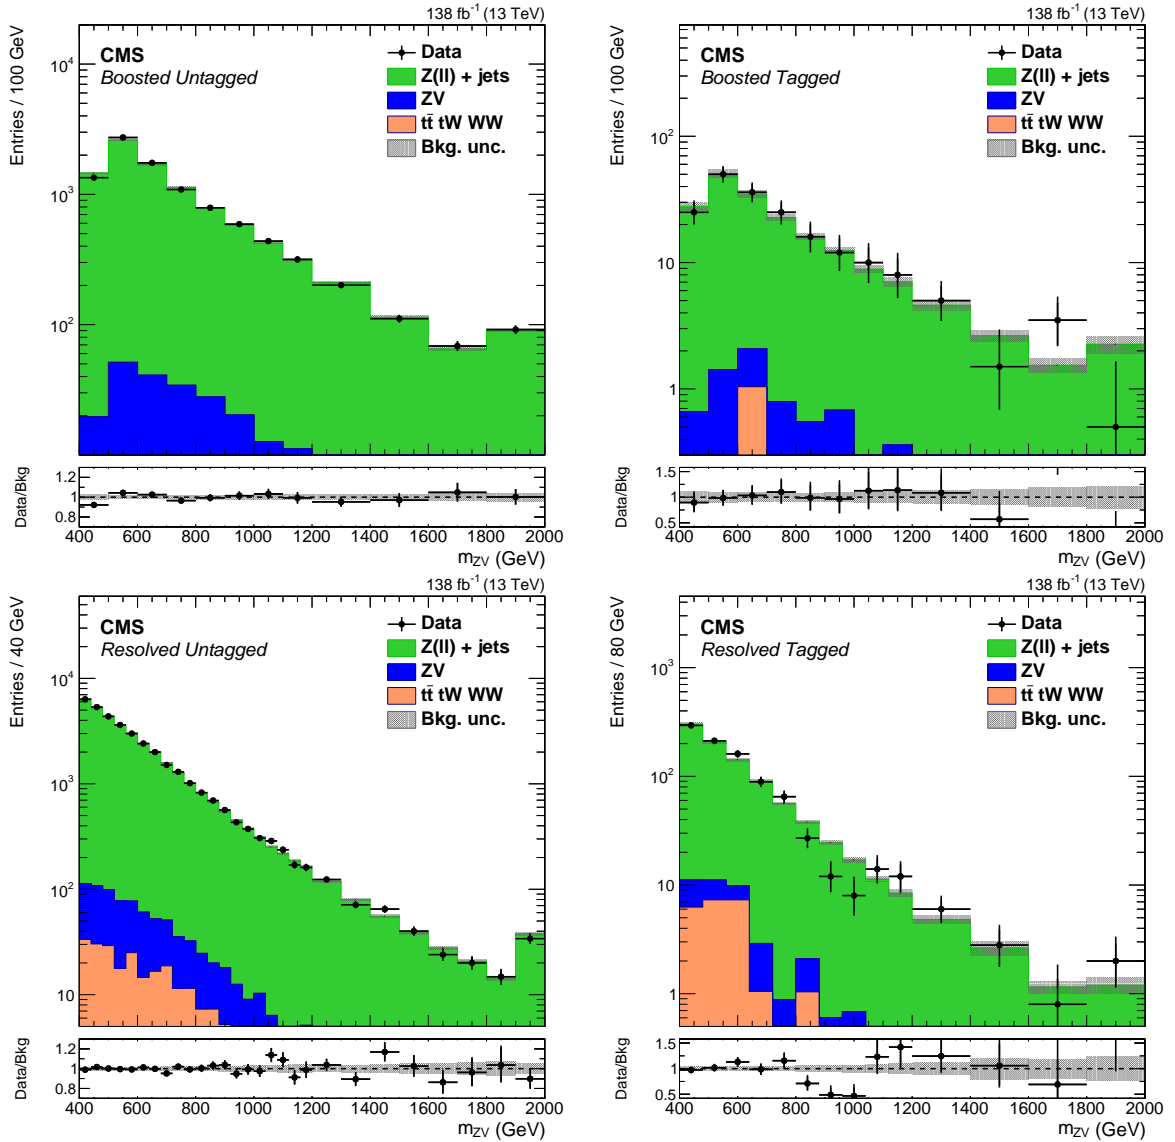 138 fb⁻¹ (13 TeV)
CMS
Boosted Untagged
Data
Z(ll) + jets
ZV
tt̄ tW WW
Bkg. unc.
Entries / 100 GeV
10⁴
10³
10²
Data/Bkg
1.2
1
0.8
400 600 800 1000 1200 1400 1600 1800 2000
m_ZV (GeV)
138 fb⁻¹ (13 TeV)
CMS
Boosted Tagged
Data
Z(ll) + jets
ZV
tt̄ tW WW
Bkg. unc.
Entries / 100 GeV
10²
10
1
Data/Bkg
1.5
1
0.5
400 600 800 1000 1200 1400 1600 1800 2000
m_ZV (GeV)
138 fb⁻¹ (13 TeV)
CMS
Resolved Untagged
Data
Z(ll) + jets
ZV
tt̄ tW WW
Bkg. unc.
Entries / 40 GeV
10⁴
10³
10²
10
Data/Bkg
1.2
1
0.8
400 600 800 1000 1200 1400 1600 1800 2000
m_ZV (GeV)
138 fb⁻¹ (13 TeV)
CMS
Resolved Tagged
Data
Z(ll) + jets
ZV
tt̄ tW WW
Bkg. unc.
Entries / 80 GeV
10³
10²
10
1
Data/Bkg
1.5
1
0.5
400 600 800 1000 1200 1400 1600 1800 2000
m_ZV (GeV)